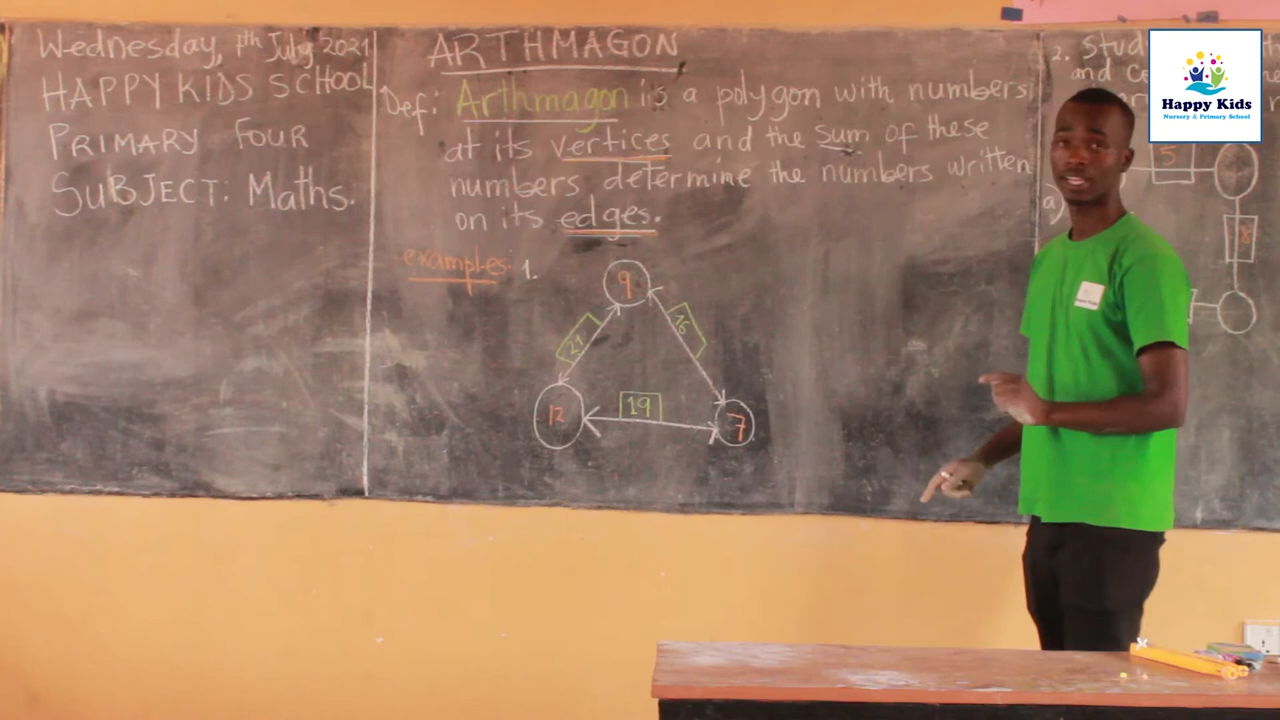 Wednesday, 7th July 2021
HAPPY KIDS SCHOOL
PRIMARY FOUR
SUBJECT: Maths.
ARTHMAGON
Def: Arthmagon is a polygon with numbers
at its vertices and the sum of these
numbers determine the numbers written
on its edges.
examples: 1.
9
21
16
12
19
7
2. Stud
and
a)
5
8
Happy Kids
Nursery & Primary School